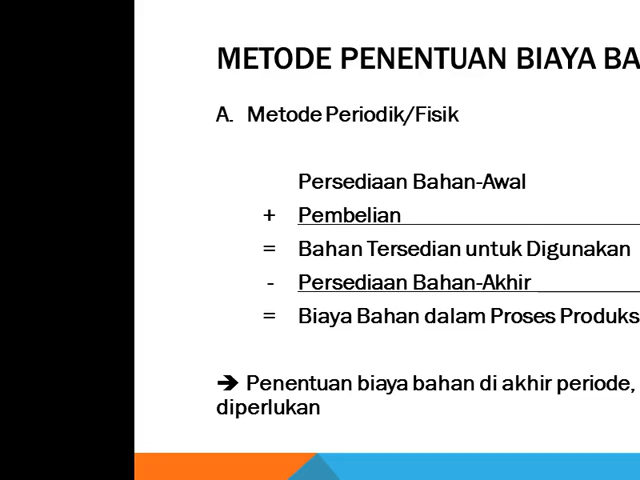 METODE PENENTUAN BIAYA BA
A. Metode Periodik/Fisik
Persediaan Bahan-Awal
+ Pembelian
= Bahan Tersedian untuk Digunakan
- Persediaan Bahan-Akhir
= Biaya Bahan dalam Proses Produks
➔ Penentuan biaya bahan di akhir periode,
diperlukan